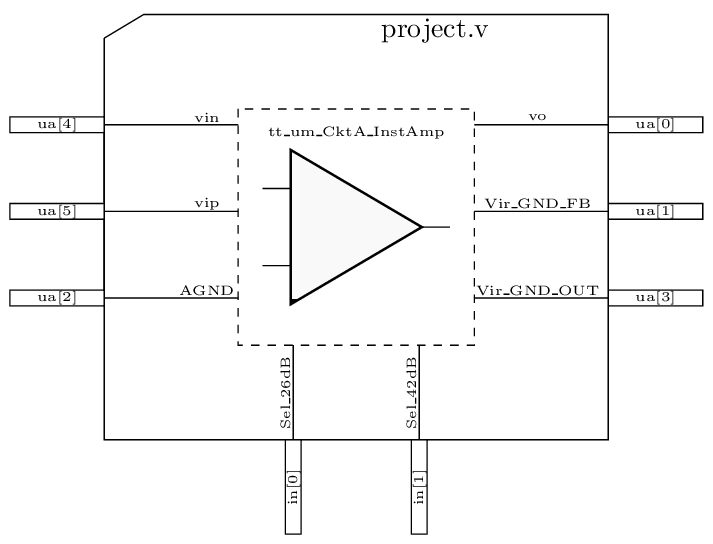 project.v
ua[4]
vin
vo
ua[0]
tt_um_CktA_InstAmp
ua[5]
vip
Vir_GND_FB
ua[1]
ua[2]
AGND
Vir_GND_OUT
ua[3]
Sel_26dB
Sel_42dB
in[0]
in[1]